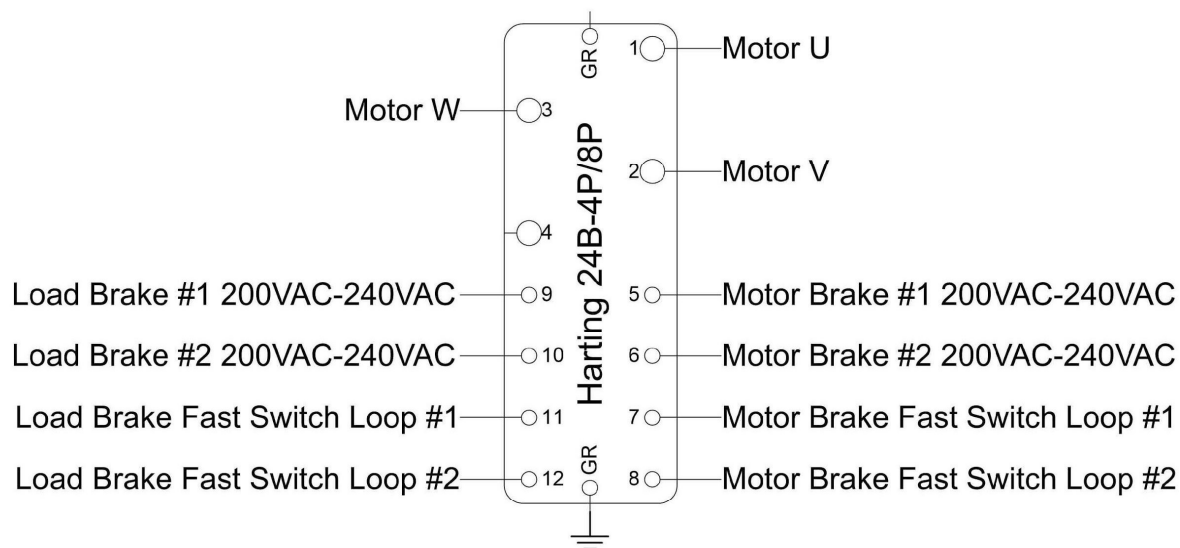 GR
1 Motor U
Motor W 3
2 Motor V
4
Harting 24B-4P/8P
Load Brake #1 200VAC-240VAC 9
5 Motor Brake #1 200VAC-240VAC
Load Brake #2 200VAC-240VAC 10
6 Motor Brake #2 200VAC-240VAC
Load Brake Fast Switch Loop #1 11
7 Motor Brake Fast Switch Loop #1
Load Brake Fast Switch Loop #2 12
GR
8 Motor Brake Fast Switch Loop #2